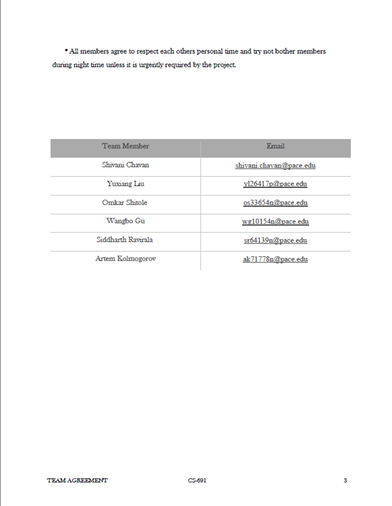 • All members agree to respect each others personal time and try not bother members
during night time unless it is urgently required by the project.
Team Member Email
Shivani Chavan shivani.chavan@pace.edu
Yuxiang Liu yl26417p@pace.edu
Omkar Shitole os33654n@pace.edu
Wangbo Gu wg10154n@pace.edu
Siddharth Ravirala sr64139n@pace.edu
Artem Kolmogorov ak71778n@pace.edu
TEAM AGREEMENT CS-691 3